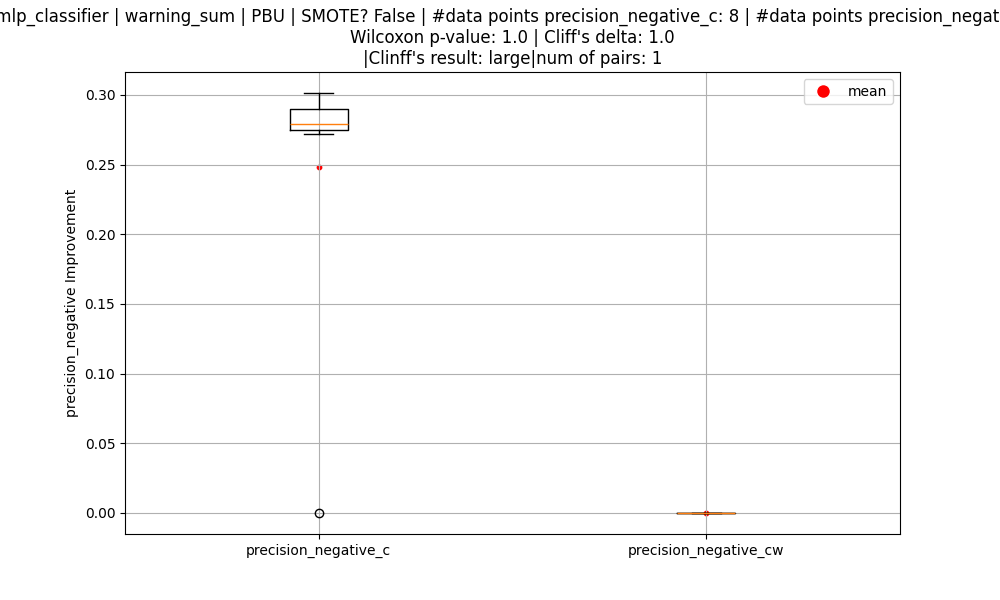 mlp_classifier | warning_sum | PBU | SMOTE? False | #data points precision_negative_c: 8 | #data points precision_negat
Wilcoxon p-value: 1.0 | Cliff's delta: 1.0
|Clinff's result: large|num of pairs: 1
mean
0.30
0.25
0.20
0.15
0.10
0.05
0.00
precision_negative Improvement
precision_negative_c
precision_negative_cw